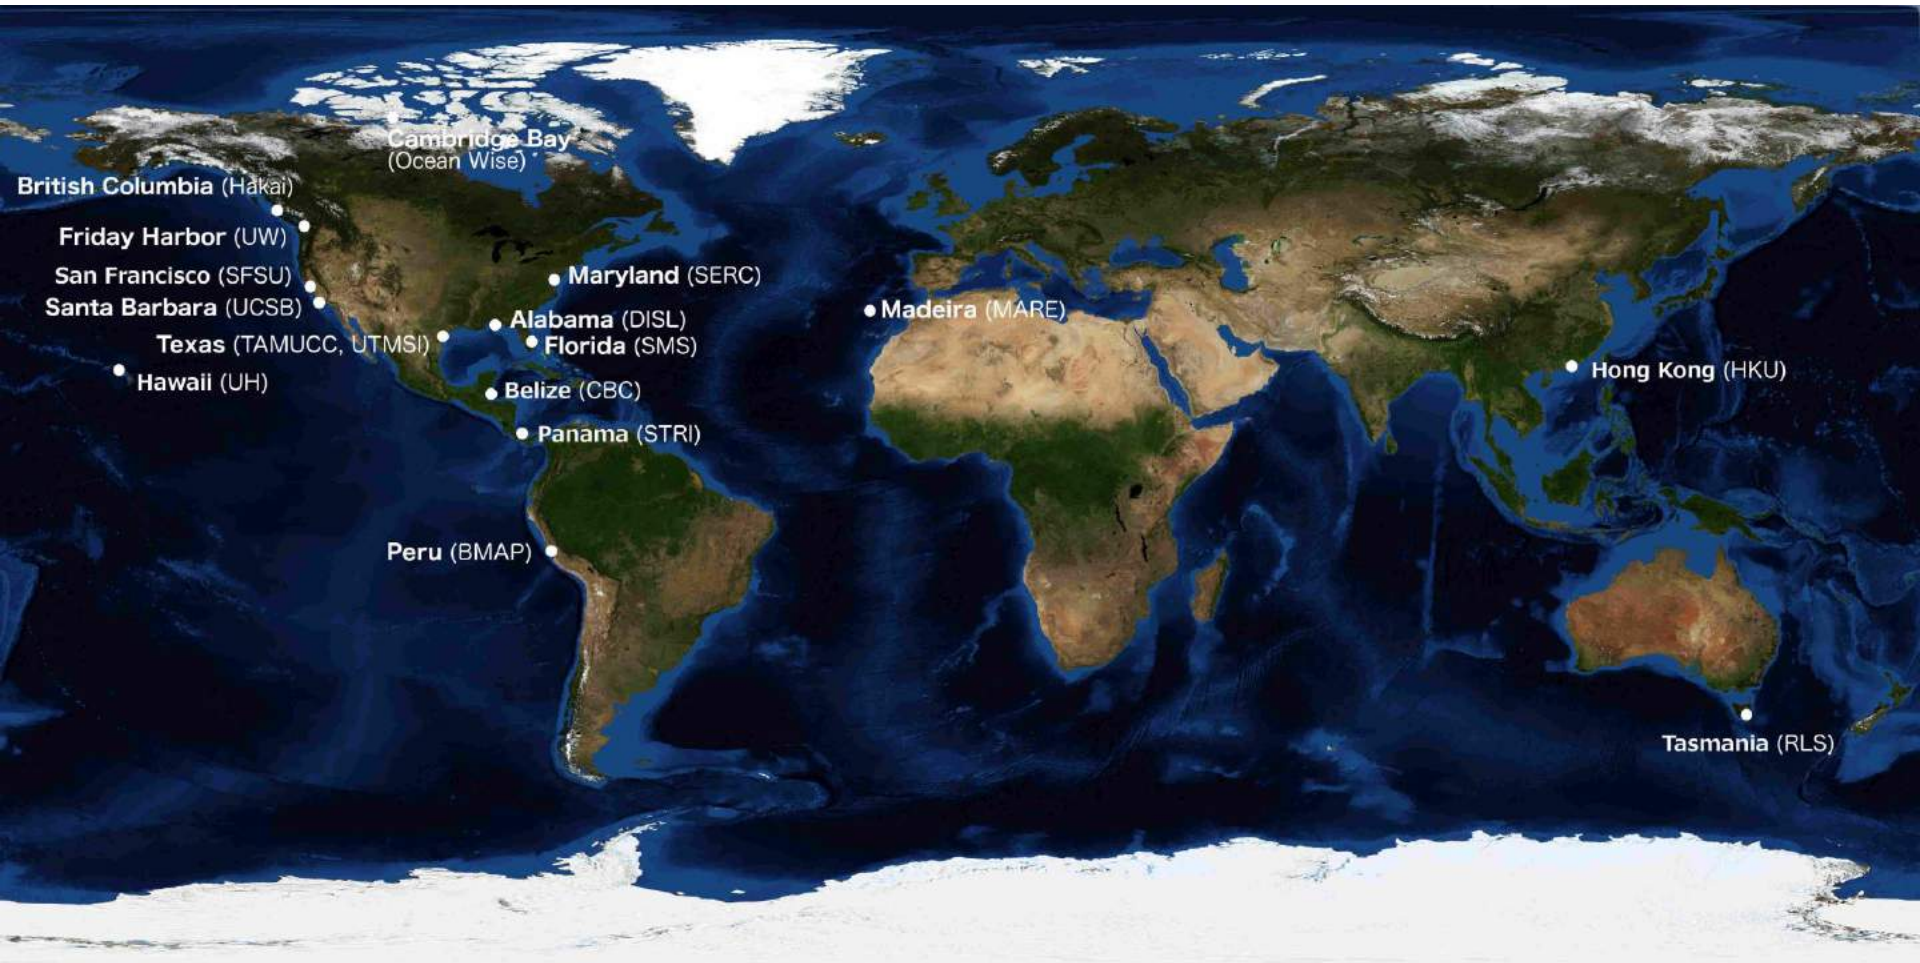 Cambridge Bay
(Ocean Wise)
British Columbia (Hakai)
Friday Harbor (UW)
San Francisco (SFSU)
Maryland (SERC)
Santa Barbara (UCSB)
Madeira (MARE)
Alabama (DISL)
Texas (TAMUCC, UTMSI)
Florida (SMS)
Hong Kong (HKU)
Hawaii (UH)
Belize (CBC)
Panama (STRI)
Peru (BMAP)
Tasmania (RLS)